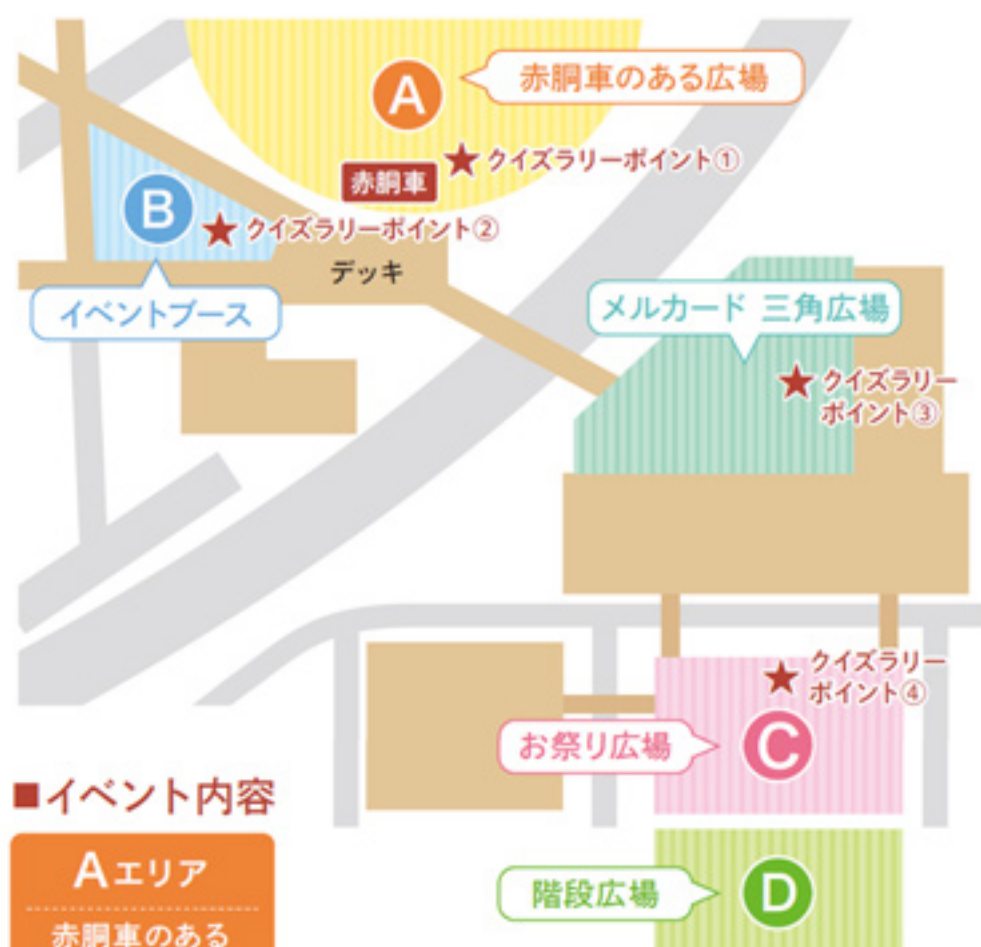 A
赤胴車のある広場
赤胴車
★クイズラリーポイント①
B
★クイズラリーポイント②
デッキ
イベントブース
メルカード 三角広場
★クイズラリー
ポイント③
★クイズラリー
ポイント④
お祭り広場
C
■イベント内容
Aエリア
赤胴車のある
階段広場
D